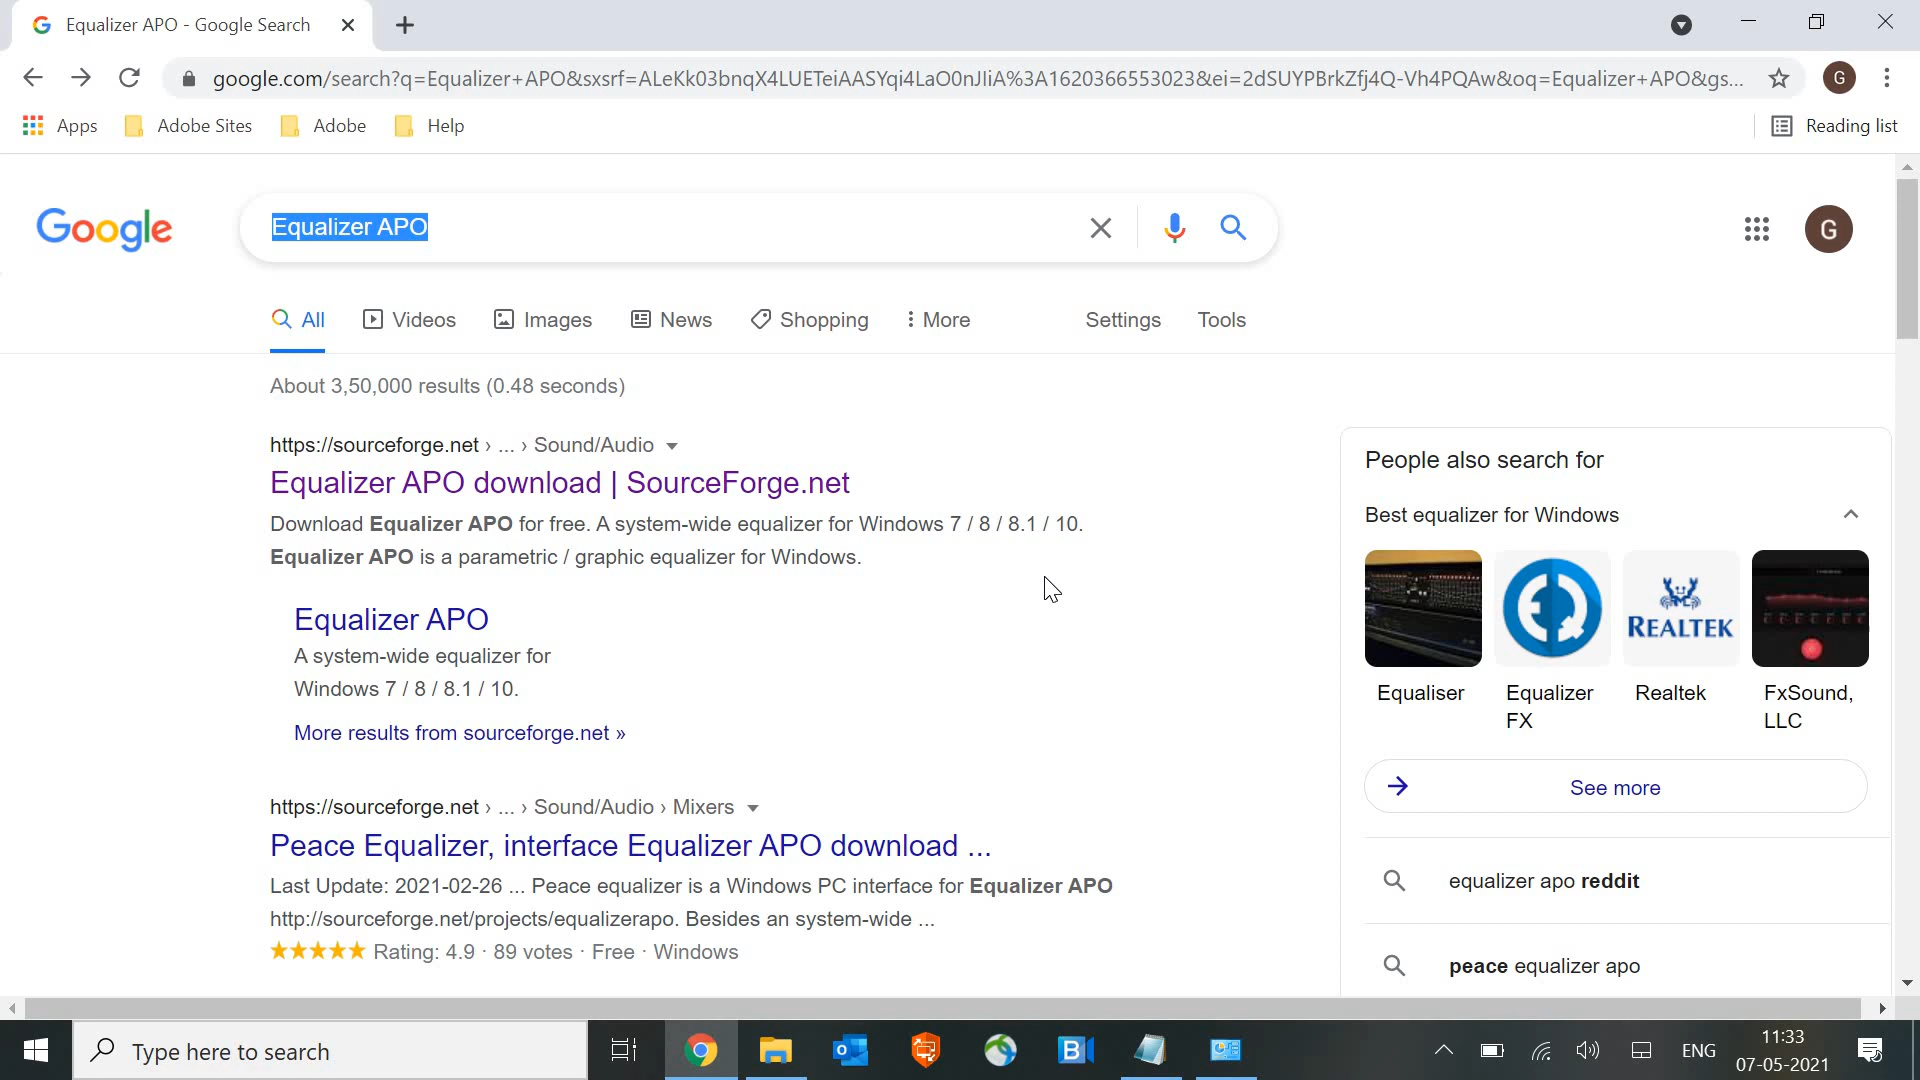 Equalizer APO - Google Search
google.com/search?q=Equalizer+APO&sxsrf=ALeKk03bnqX4LUETeiAASYqi4LaO0nJIiA%3A1620366553023&ei=2dSUYPBrkZfj4Q-Vh4PQAw&oq=Equalizer+APO&gs...
G
Apps
Adobe Sites
Adobe
Help
Reading list
Google
Equalizer APO
G
All
Videos
Images
News
Shopping
More
Settings
Tools
About 3,50,000 results (0.48 seconds)
https://sourceforge.net › ... › Sound/Audio
Equalizer APO download | SourceForge.net
Download Equalizer APO for free. A system-wide equalizer for Windows 7 / 8 / 8.1 / 10.
Equalizer APO is a parametric / graphic equalizer for Windows.
Equalizer APO
A system-wide equalizer for
Windows 7 / 8 / 8.1 / 10.
More results from sourceforge.net »
https://sourceforge.net › ... › Sound/Audio › Mixers
Peace Equalizer, interface Equalizer APO download ...
Last Update: 2021-02-26 ... Peace equalizer is a Windows PC interface for Equalizer APO
http://sourceforge.net/projects/equalizerapo. Besides an system-wide ...
Rating: 4.9 · 89 votes · Free · Windows
People also search for
Best equalizer for Windows
REALTEK
Equaliser
Equalizer FX
Realtek
FxSound, LLC
See more
equalizer apo reddit
peace equalizer apo
Type here to search
ENG
11:33
07-05-2021